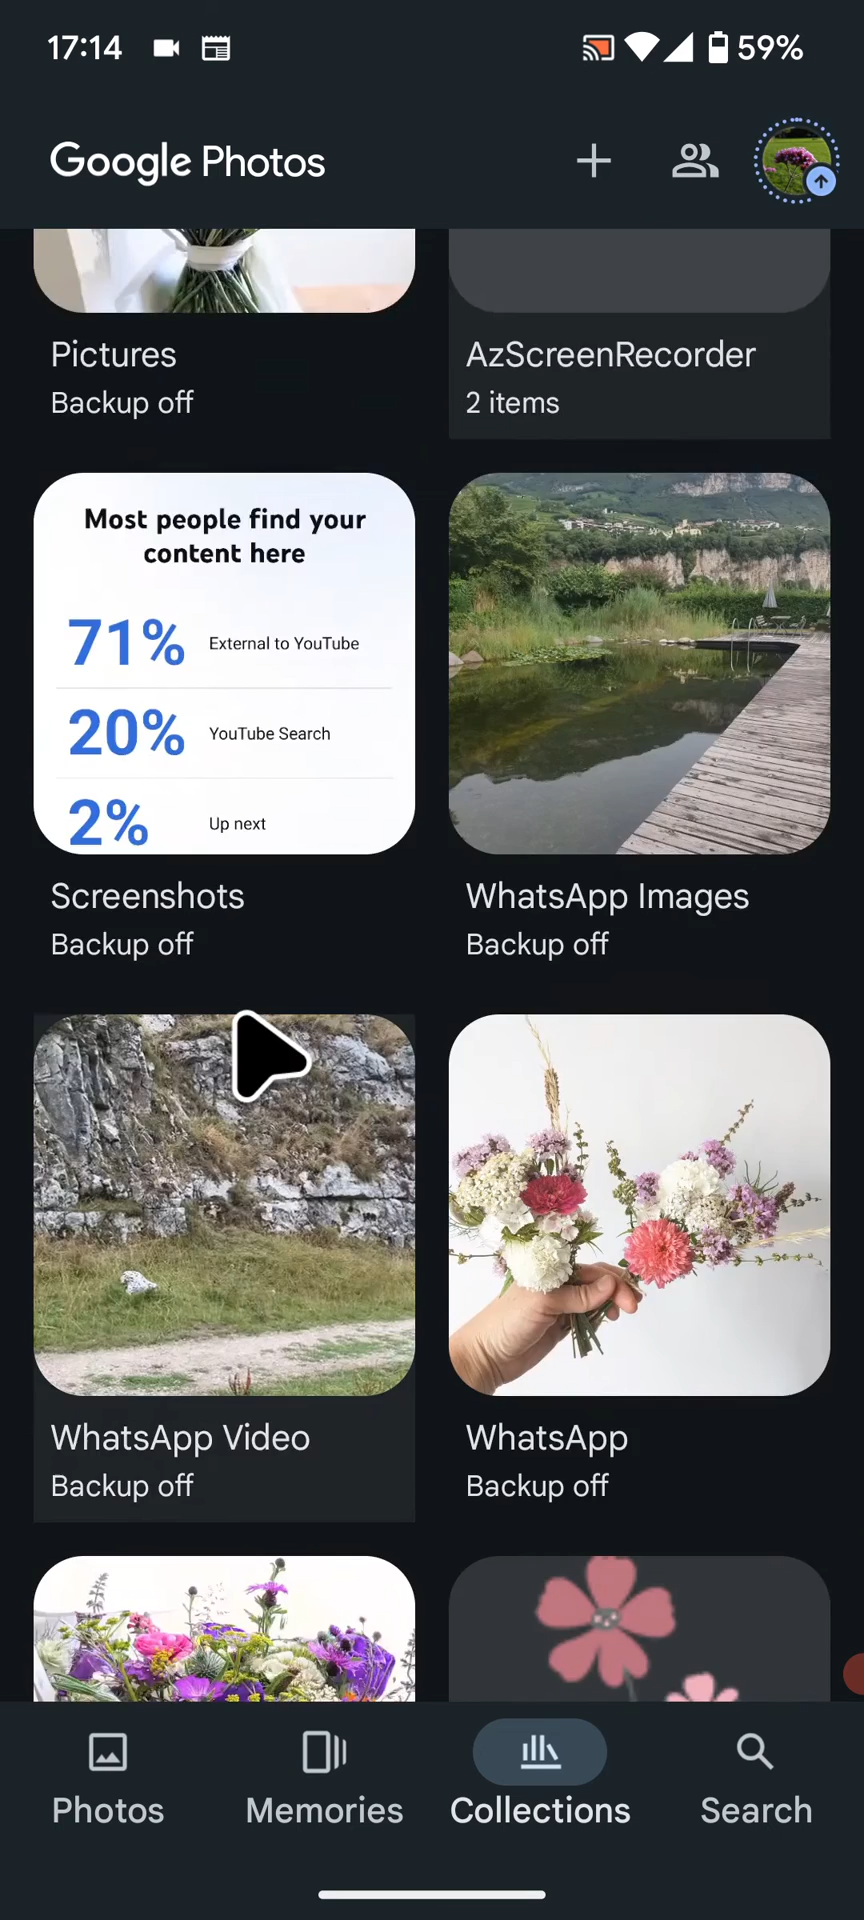 17:14
59%
Google Photos
Pictures
Backup off
AzScreenRecorder
2 items
Most people find your
content here
71% External to YouTube
20% YouTube Search
2% Up next
Screenshots
Backup off
WhatsApp Images
Backup off
WhatsApp Video
Backup off
WhatsApp
Backup off
Photos
Memories
Collections
Search